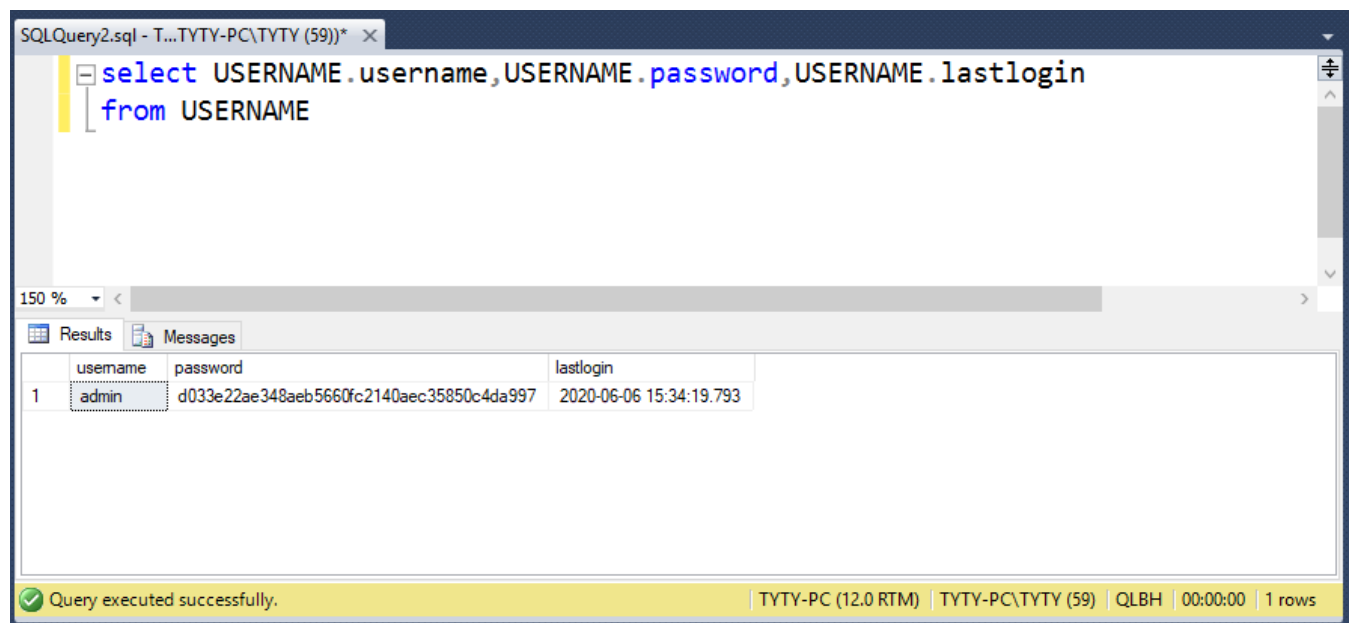 SQLQuery2.sql - T...TYTY-PC\TYTY (59))*
select USERNAME.username,USERNAME.password,USERNAME.lastlogin
from USERNAME
150 %
Results Messages
username password lastlogin
1 admin d033e22ae348aeb5660fc2140aec35850c4da997 2020-06-06 15:34:19.793
Query executed successfully. TYTY-PC (12.0 RTM) TYTY-PC\TYTY (59) QLBH 00:00:00 1 rows